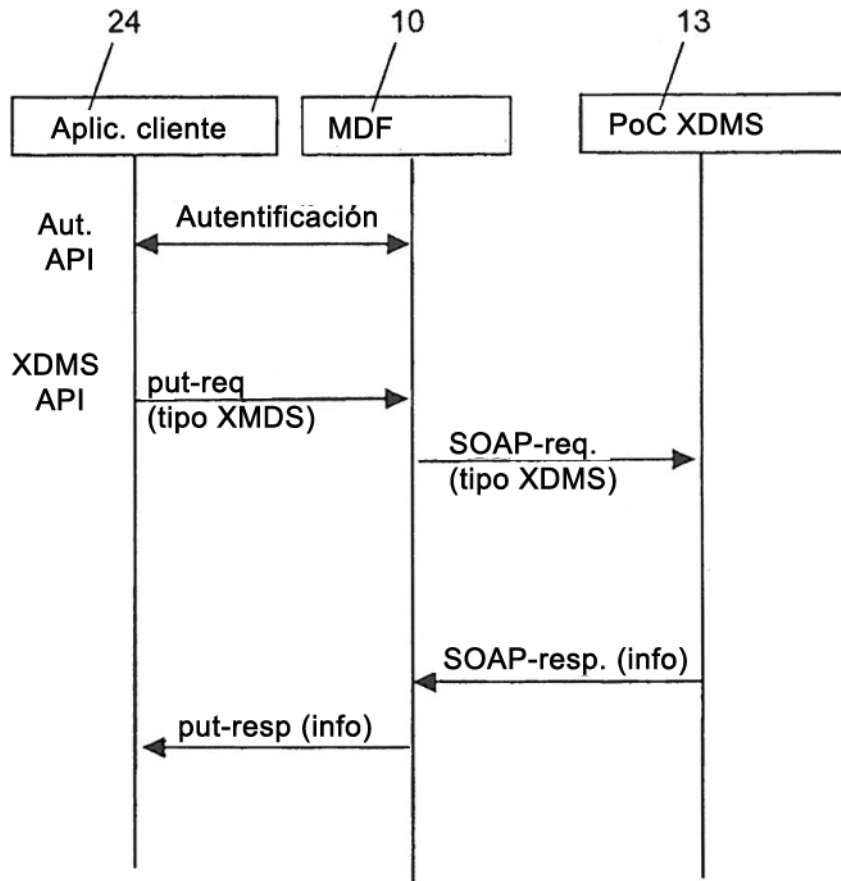 24
10
13
Aplic. cliente
MDF
PoC XDMS
Autentificación
Aut.
API
XDMS
API
put-req
(tipo XMDS)
SOAP-req.
(tipo XDMS)
SOAP-resp. (info)
put-resp (info)